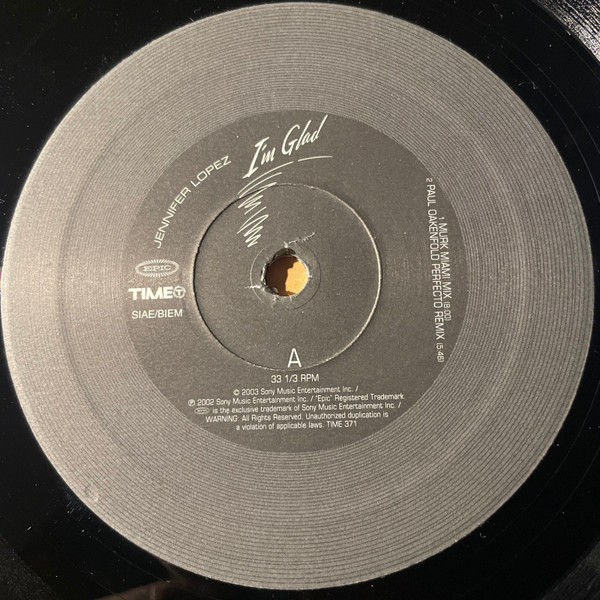 I'm Glad
JENNIFER LOPEZ
1 MURK MIAMI MIX (8:00)
2 PAUL OAKENFOLD PERFECTO REMIX (5:46)
EPIC
TIME T
SIAE/BIEM
A
33 1/3 RPM
© 2003 Sony Music Entertainment Inc. /
℗ 2002 Sony Music Entertainment Inc. / "Epic" Registered Trademark
EPIC is the exclusive trademark of Sony Music Entertainment Inc. /
WARNING: All Rights Reserved. Unauthorized duplication is
a violation of applicable laws. TIME 371